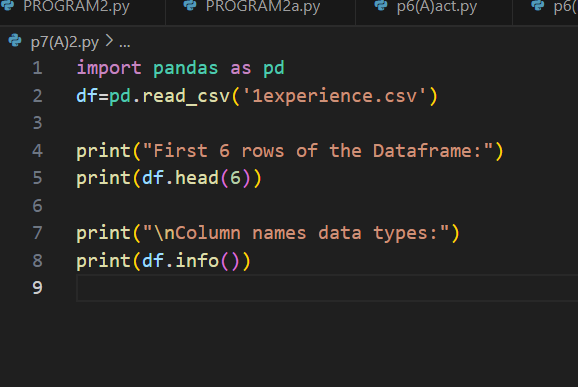 PROGRAM2.py PROGRAM2a.py p6(A)act.py p6(
p7(A)2.py > ...
1 import pandas as pd
2 df=pd.read_csv('1experience.csv')
3
4 print("First 6 rows of the Dataframe:")
5 print(df.head(6))
6
7 print("\nColumn names data types:")
8 print(df.info())
9